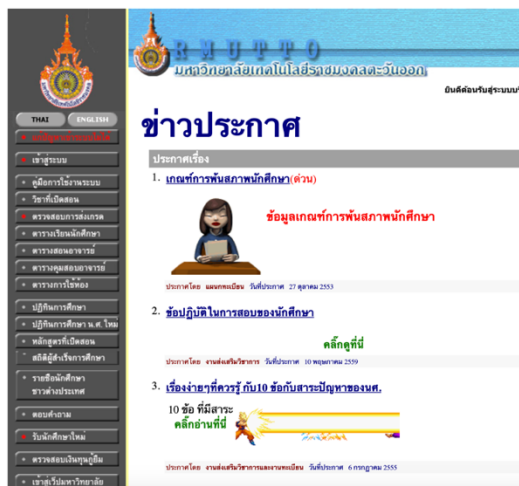 RMUTTO
มหาวิทยาลัยเทคโนโลยีราชมงคลตะวันออก
ยินดีต้อนรับสู่ระบบบริ
THAI
ENGLISH
เข้าสู่ระบบ
คู่มือการใช้งานระบบ
วิชาที่เปิดสอน
ตรวจสอบการส่งเกรด
ตารางเรียนนักศึกษา
ตารางสอนอาจารย์
ตารางคุมสอบอาจารย์
ตารางการใช้ห้อง
ปฏิทินการศึกษา
ปฏิทินการศึกษา น.ศ. ใหม่
หลักสูตรที่เปิดสอน
สถิติผู้สำเร็จการศึกษา
รายชื่อนักศึกษา
ชาวต่างประเทศ
ตอบคำถาม
รับนักศึกษาใหม่
ตรวจสอบเงินทุนกู้ยืม
เข้าสู่เว็ปมหาวิทยาลัย
ข่าวประกาศ
ประกาศเรื่อง
1. เกณฑ์การพ้นสภาพนักศึกษา(ด่วน)
ข้อมูลเกณฑ์การพ้นสภาพนักศึกษา
ประกาศโดย แผนกทะเบียน วันที่ประกาศ 27 ตุลาคม 2553
2. ข้อปฏิบัติในการสอบของนักศึกษา
คลิ๊กดูที่นี่
ประกาศโดย งานส่งเสริมวิชาการ วันที่ประกาศ 10 พฤษภาคม 2559
3. เรื่องง่ายๆที่ควรรู้ กับ10 ข้อกับสาระปัญหาของนศ.
10 ข้อ ที่มีสาระ
คลิ๊กอ่านที่นี่
ประกาศโดย งานส่งเสริมวิชาการและงานทะเบียน วันที่ประกาศ 6 กรกฎาคม 2555